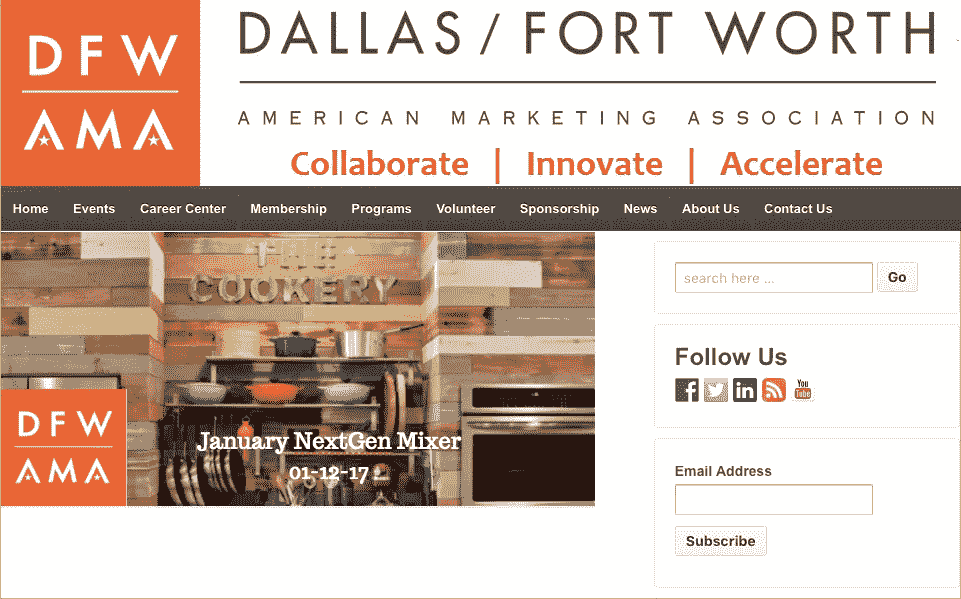 DFW
AMA
DALLAS / FORT WORTH
AMERICAN MARKETING ASSOCIATION
Collaborate | Innovate | Accelerate
Home Events Career Center Membership Programs Volunteer Sponsorship News About Us Contact Us
THE
COOKERY
DFW
AMA
January NextGen Mixer
01-12-17
search here ...
Go
Follow Us
You
Tube
Email Address
Subscribe